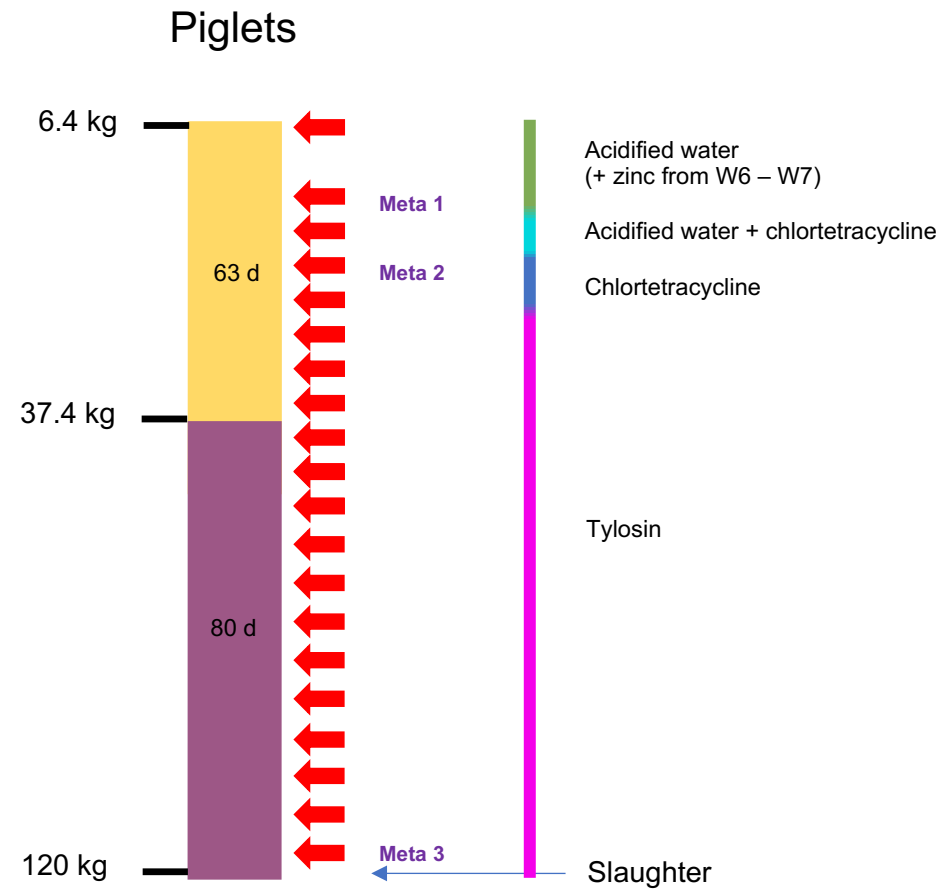 Piglets
6.4 kg
Acidified water
(+ zinc from W6 – W7)
Meta 1
Acidified water + chlortetracycline
63 d
Meta 2
Chlortetracycline
37.4 kg
Tylosin
80 d
Meta 3
120 kg
Slaughter